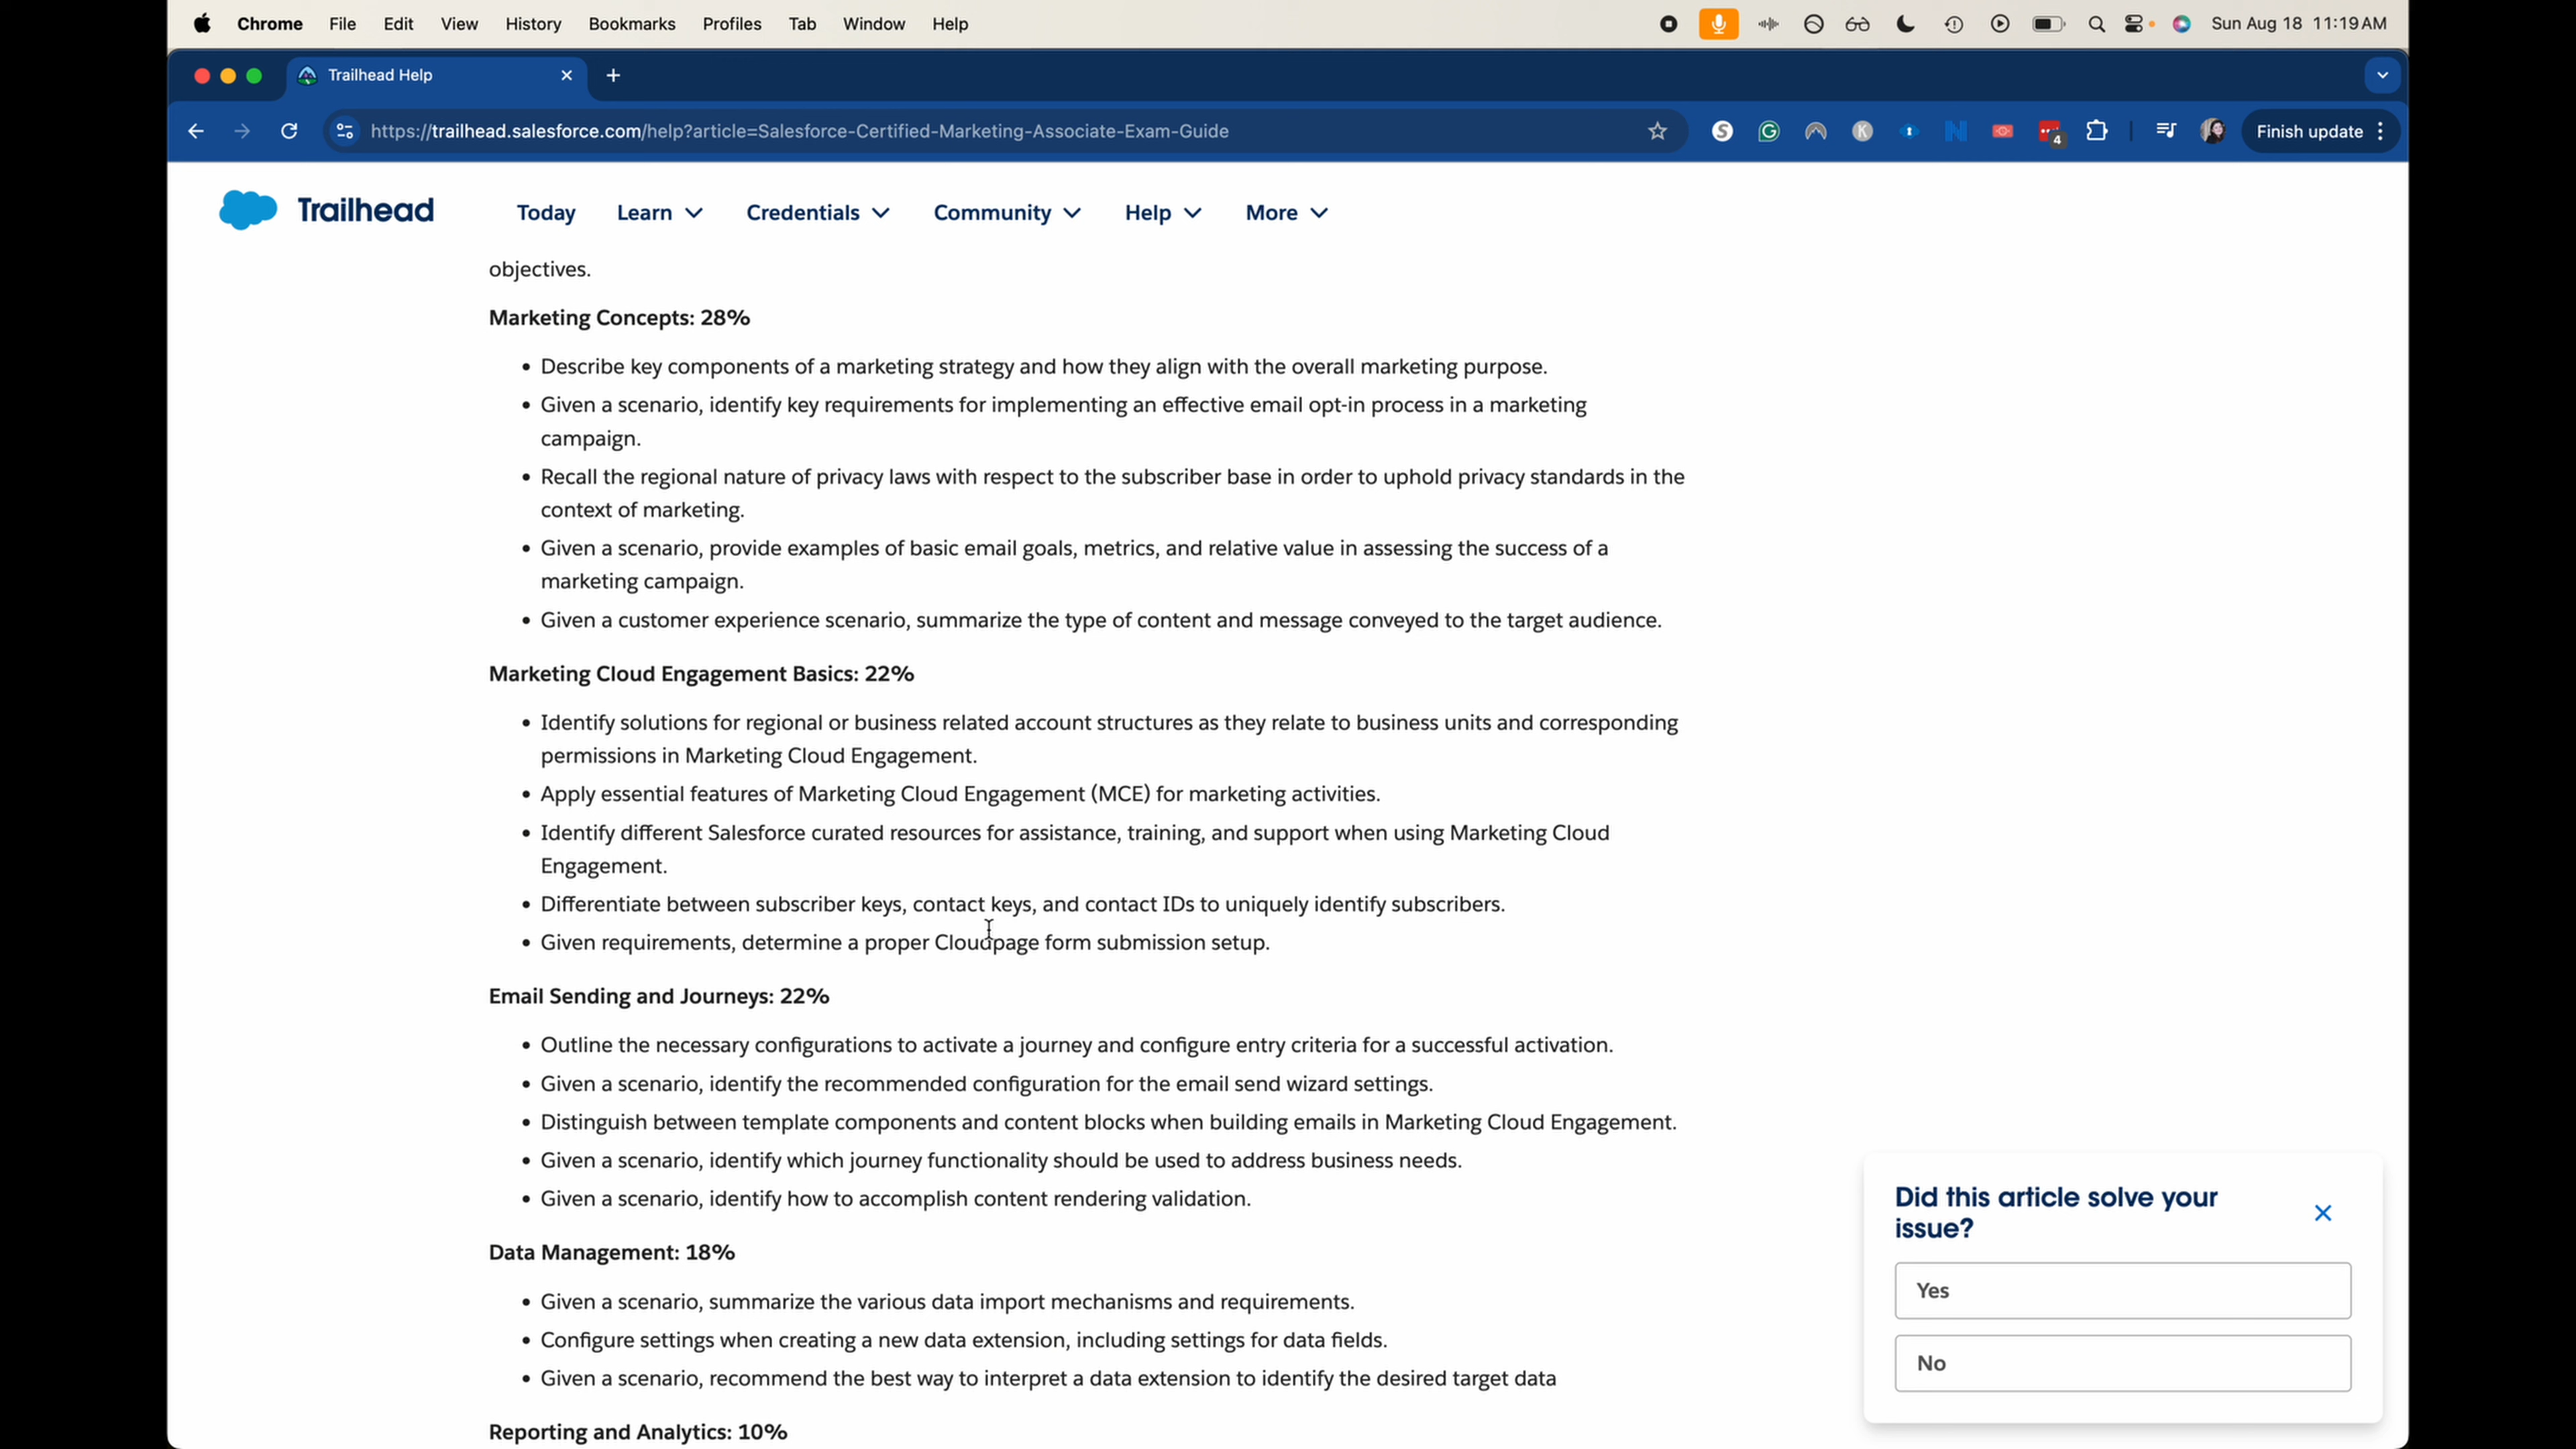 Chrome File Edit View History Bookmarks Profiles Tab Window Help Sun Aug 18 11:19 AM
Trailhead Help
https://trailhead.salesforce.com/help?article=Salesforce-Certified-Marketing-Associate-Exam-Guide
4
Finish update
Trailhead Today Learn Credentials Community Help More
objectives.
Marketing Concepts: 28%
• Describe key components of a marketing strategy and how they align with the overall marketing purpose.
• Given a scenario, identify key requirements for implementing an effective email opt-in process in a marketing
campaign.
• Recall the regional nature of privacy laws with respect to the subscriber base in order to uphold privacy standards in the
context of marketing.
• Given a scenario, provide examples of basic email goals, metrics, and relative value in assessing the success of a
marketing campaign.
• Given a customer experience scenario, summarize the type of content and message conveyed to the target audience.
Marketing Cloud Engagement Basics: 22%
• Identify solutions for regional or business related account structures as they relate to business units and corresponding
permissions in Marketing Cloud Engagement.
• Apply essential features of Marketing Cloud Engagement (MCE) for marketing activities.
• Identify different Salesforce curated resources for assistance, training, and support when using Marketing Cloud
Engagement.
• Differentiate between subscriber keys, contact keys, and contact IDs to uniquely identify subscribers.
• Given requirements, determine a proper Cloudpage form submission setup.
Email Sending and Journeys: 22%
• Outline the necessary configurations to activate a journey and configure entry criteria for a successful activation.
• Given a scenario, identify the recommended configuration for the email send wizard settings.
• Distinguish between template components and content blocks when building emails in Marketing Cloud Engagement.
• Given a scenario, identify which journey functionality should be used to address business needs.
• Given a scenario, identify how to accomplish content rendering validation.
Data Management: 18%
• Given a scenario, summarize the various data import mechanisms and requirements.
• Configure settings when creating a new data extension, including settings for data fields.
• Given a scenario, recommend the best way to interpret a data extension to identify the desired target data
Reporting and Analytics: 10%
Did this article solve your
issue?
Yes
No